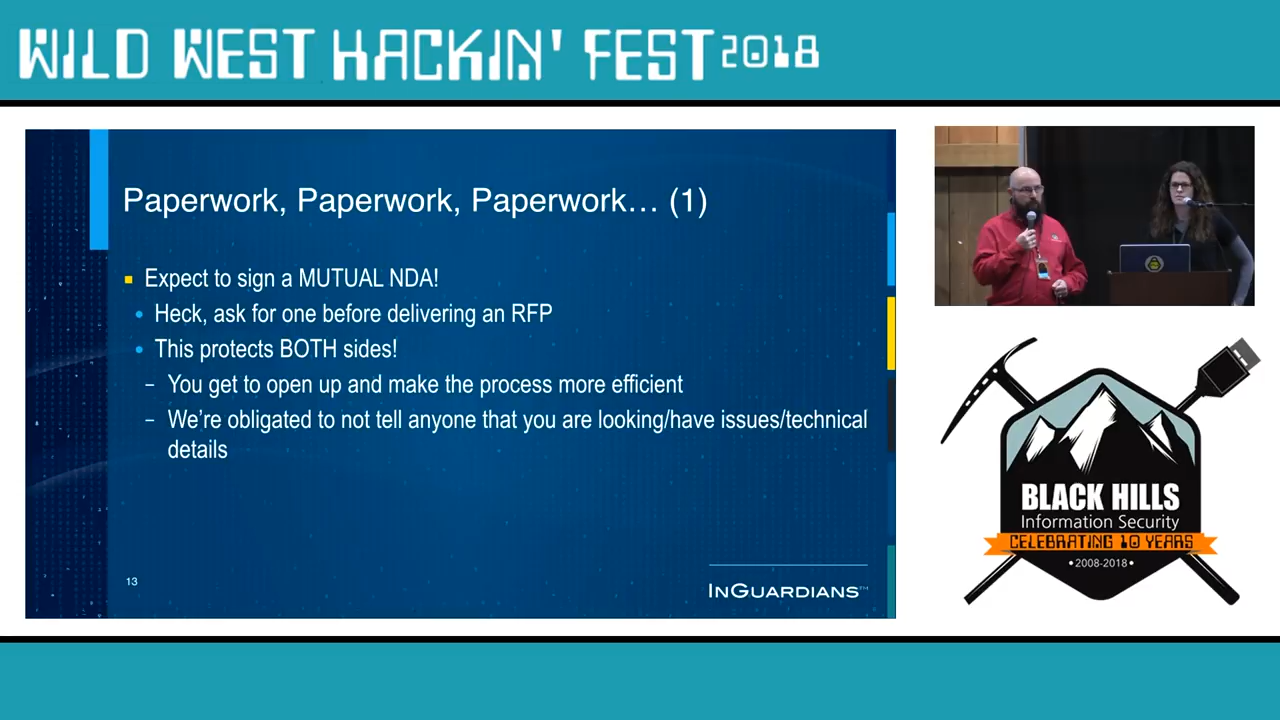 WILD WEST HACKIN' FEST 2018
Paperwork, Paperwork, Paperwork… (1)
Expect to sign a MUTUAL NDA!
Heck, ask for one before delivering an RFP
This protects BOTH sides!
– You get to open up and make the process more efficient
– We’re obligated to not tell anyone that you are looking/have issues/technical
details
13
INGUARDIANS™
BLACK HILLS
Information Security
CELEBRATING 10 YEARS
•2008-2018•